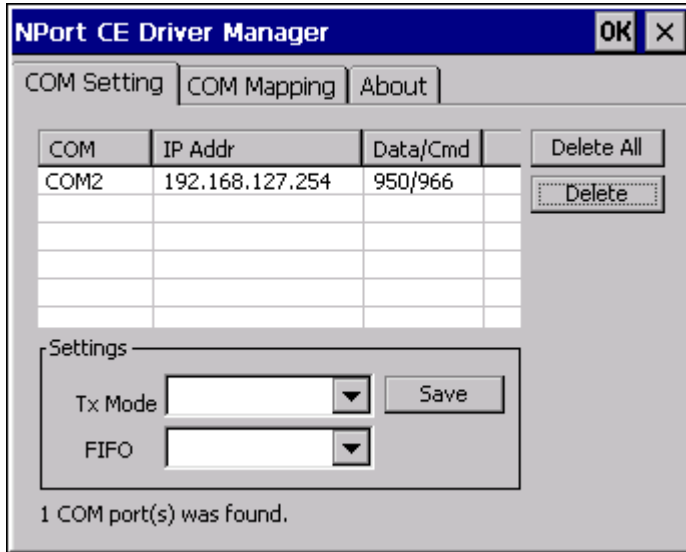 NPort CE Driver Manager OK ×
COM Setting COM Mapping About
COM IP Addr Data/Cmd Delete All
COM2 192.168.127.254 950/966 Delete
Settings
Tx Mode Save
FIFO
1 COM port(s) was found.